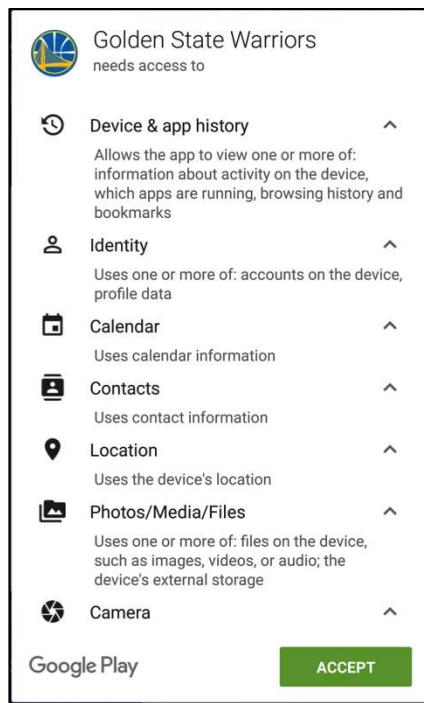 Golden State Warriors
needs access to
Device & app history
Allows the app to view one or more of:
information about activity on the device,
which apps are running, browsing history and
bookmarks
Identity
Uses one or more of: accounts on the device,
profile data
Calendar
Uses calendar information
Contacts
Uses contact information
Location
Uses the device's location
Photos/Media/Files
Uses one or more of: files on the device,
such as images, videos, or audio; the
device's external storage
Camera
Google Play
ACCEPT